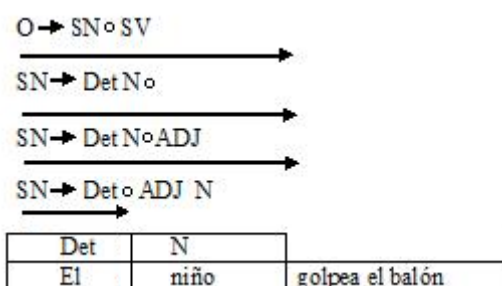 O → SN ○ SV
SN → Det N ○
SN → Det N ○ ADJ
SN → Det ○ ADJ N
Det N
El niño golpea el balón